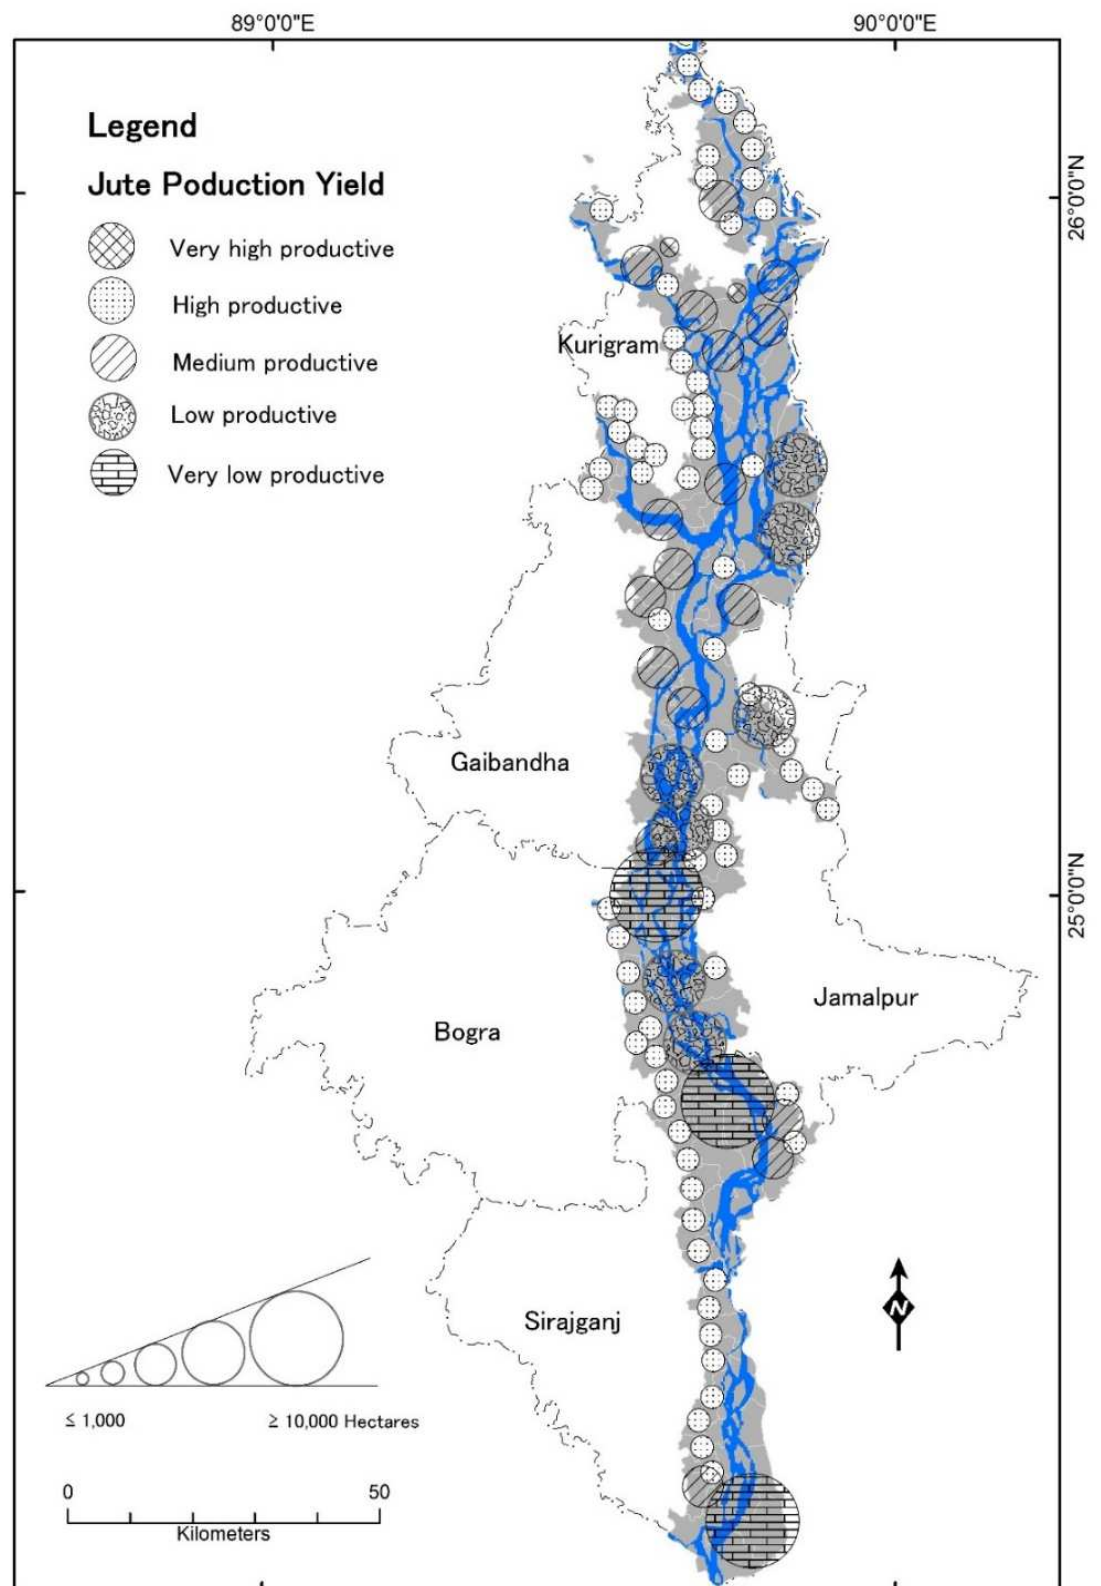 89°0'0"E
90°0'0"E
Legend
Jute Poduction Yield
Very high productive
High productive
Medium productive
Low productive
Very low productive
26°0'0"N
Kurigram
Gaibandha
25°0'0"N
Jamalpur
Bogra
Sirajganj
N
≤ 1,000
≥ 10,000 Hectares
0
50
Kilometers